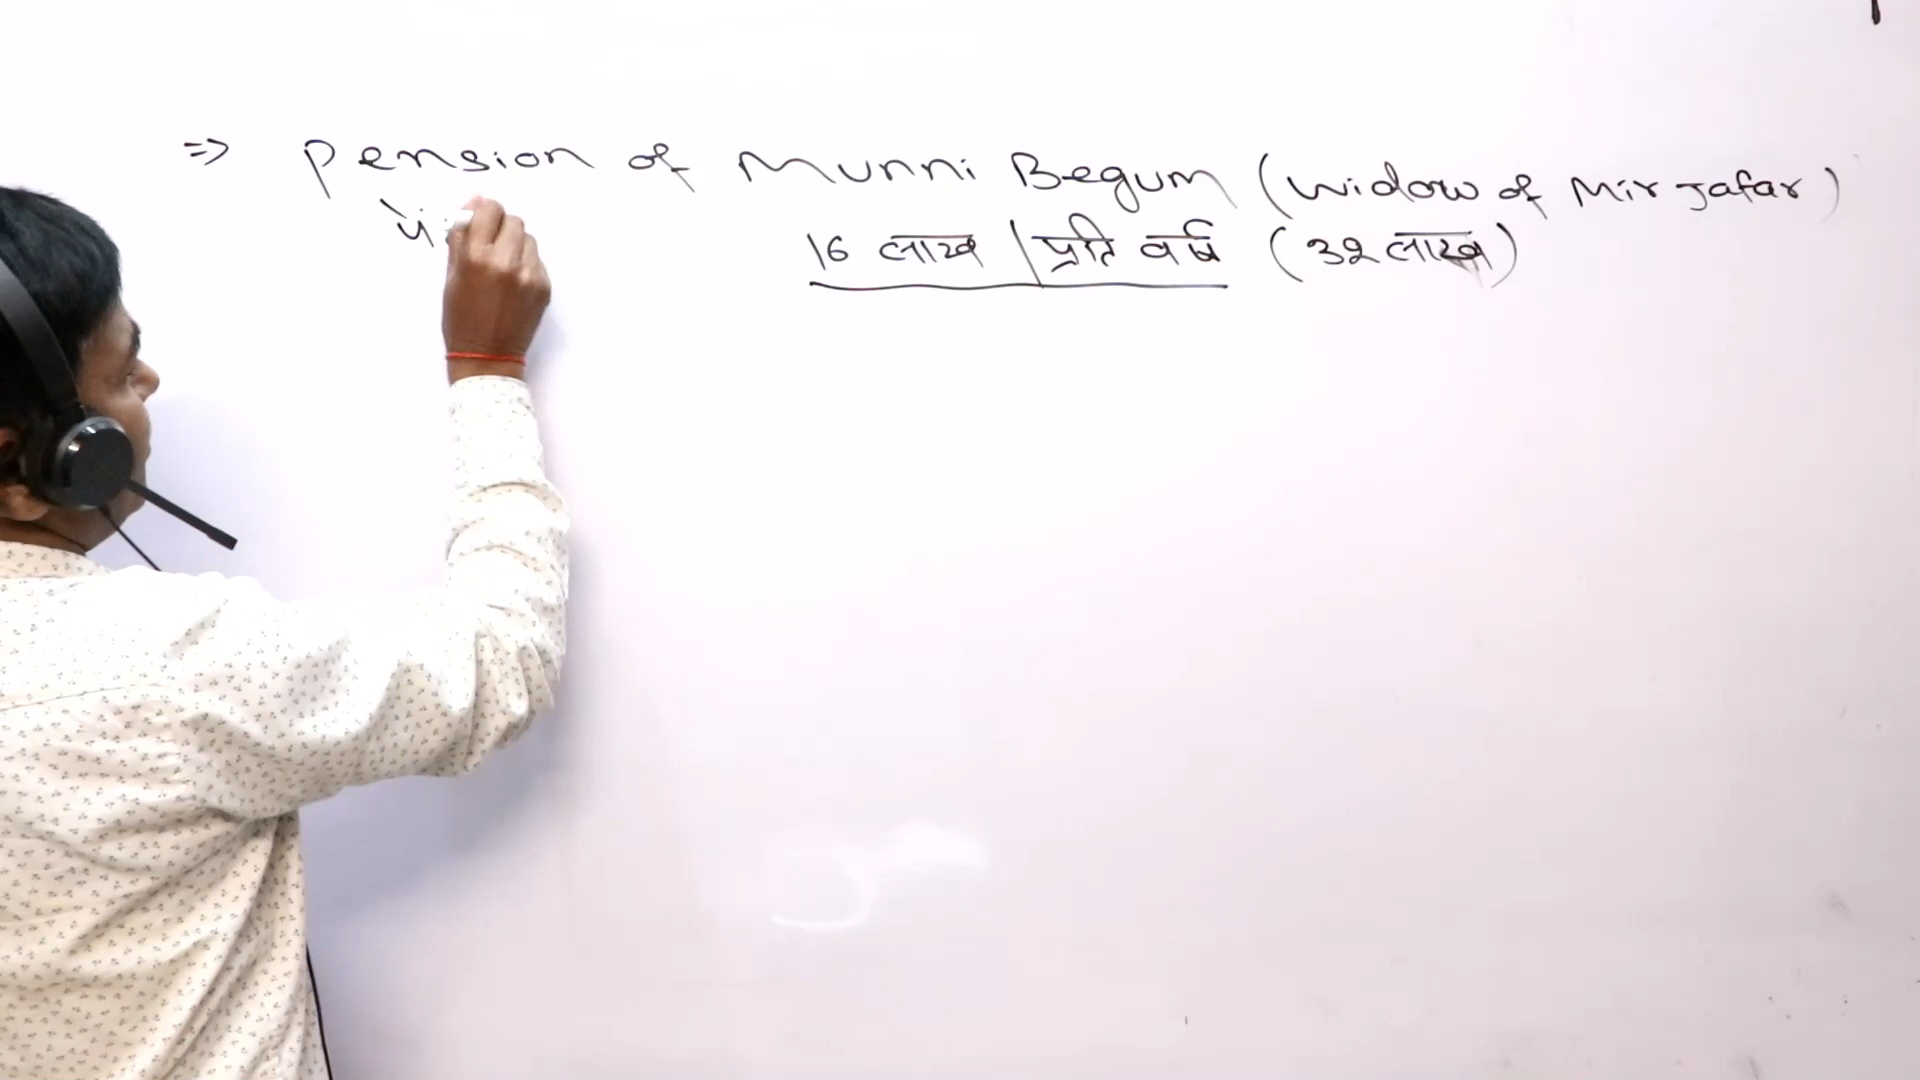 => Pension of Munni Begum (widow of Mir Jafar)
16 लाख | प्रति वर्ष (32 लाख)